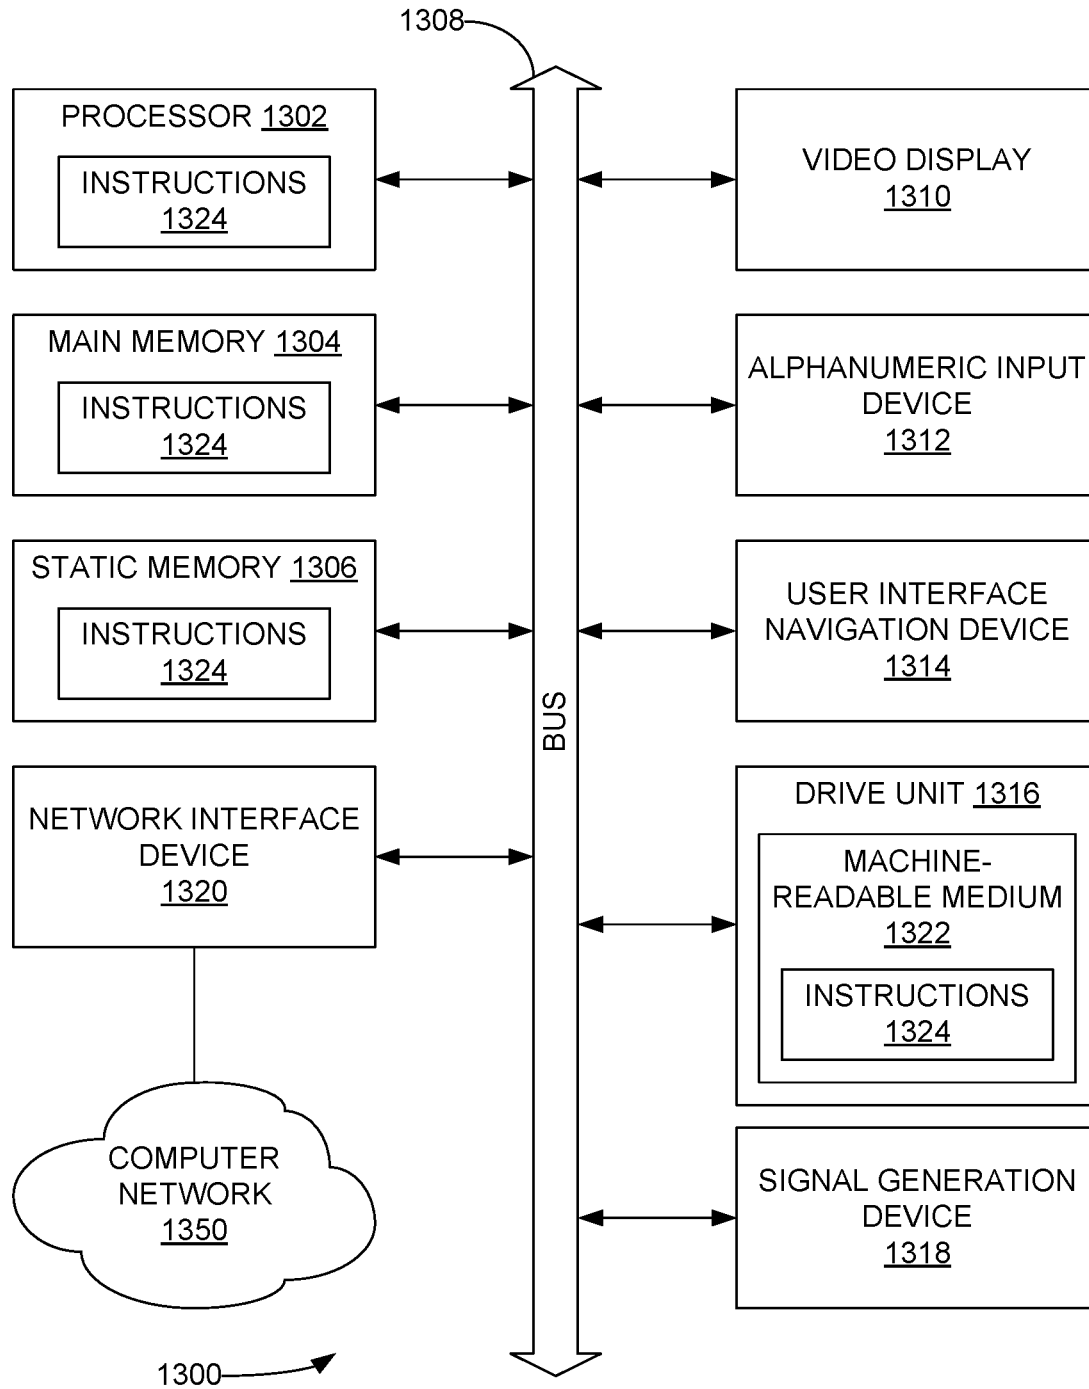 1308
PROCESSOR 1302
INSTRUCTIONS
1324
MAIN MEMORY 1304
INSTRUCTIONS
1324
STATIC MEMORY 1306
INSTRUCTIONS
1324
NETWORK INTERFACE
DEVICE
1320
COMPUTER
NETWORK
1350
1300
BUS
VIDEO DISPLAY
1310
ALPHANUMERIC INPUT
DEVICE
1312
USER INTERFACE
NAVIGATION DEVICE
1314
DRIVE UNIT 1316
MACHINE-
READABLE MEDIUM
1322
INSTRUCTIONS
1324
SIGNAL GENERATION
DEVICE
1318